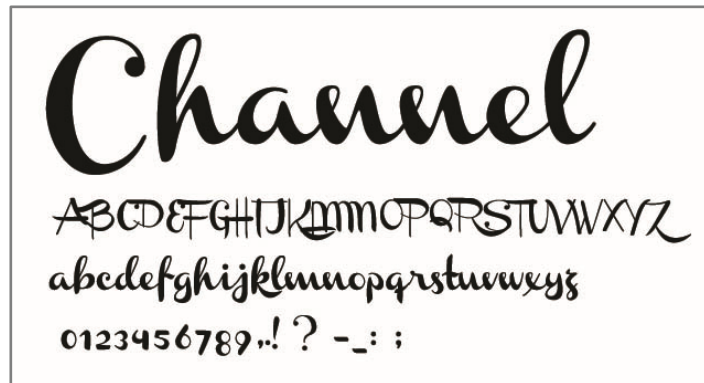 Channel
ABCDEFGHIJKLMNOPQRSTUVWXYZ
abcdefghijklmnopqrstuvwxyz
0123456789,.! ? -_: ;